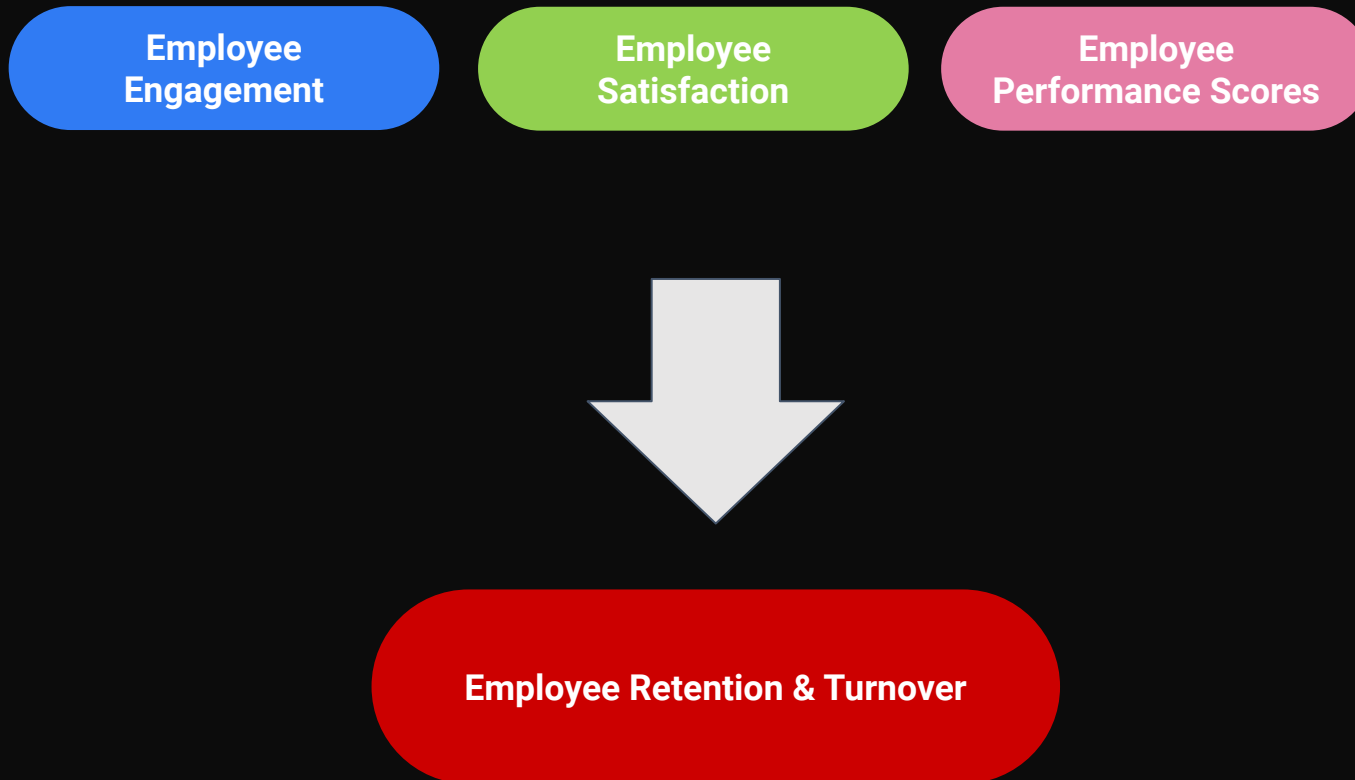 Employee
Engagement
Employee
Satisfaction
Employee
Performance Scores
Employee Retention & Turnover